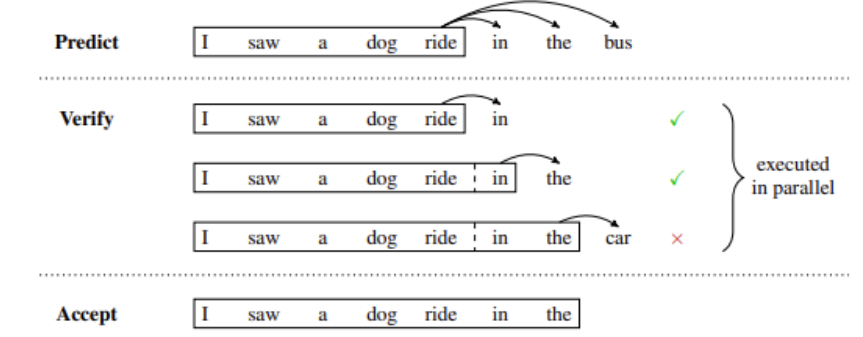 Predict I saw a dog ride in the bus
Verify I saw a dog ride in ✓
I saw a dog ride in the ✓
I saw a dog ride in the car ×
executed
in parallel
Accept I saw a dog ride in the